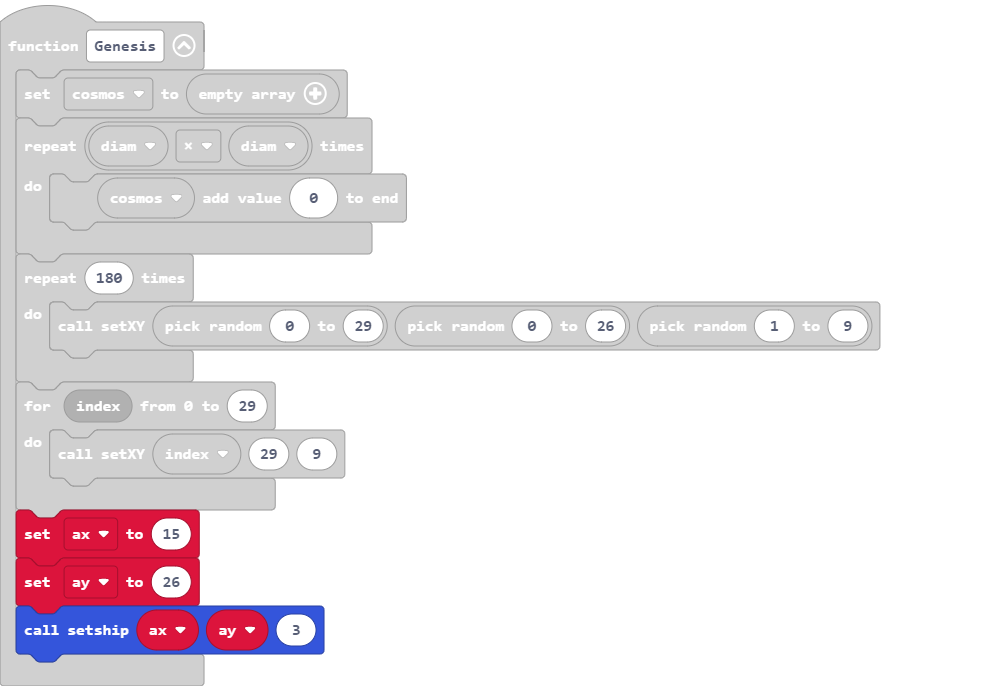 function Genesis
set cosmos to empty array
repeat diam × diam times
do cosmos add value 0 to end
repeat 180 times
do call setXY pick random 0 to 29 pick random 0 to 26 pick random 1 to 9
for index from 0 to 29
do call setXY index 29 9
set ax to 15
set ay to 26
call setship ax ay 3